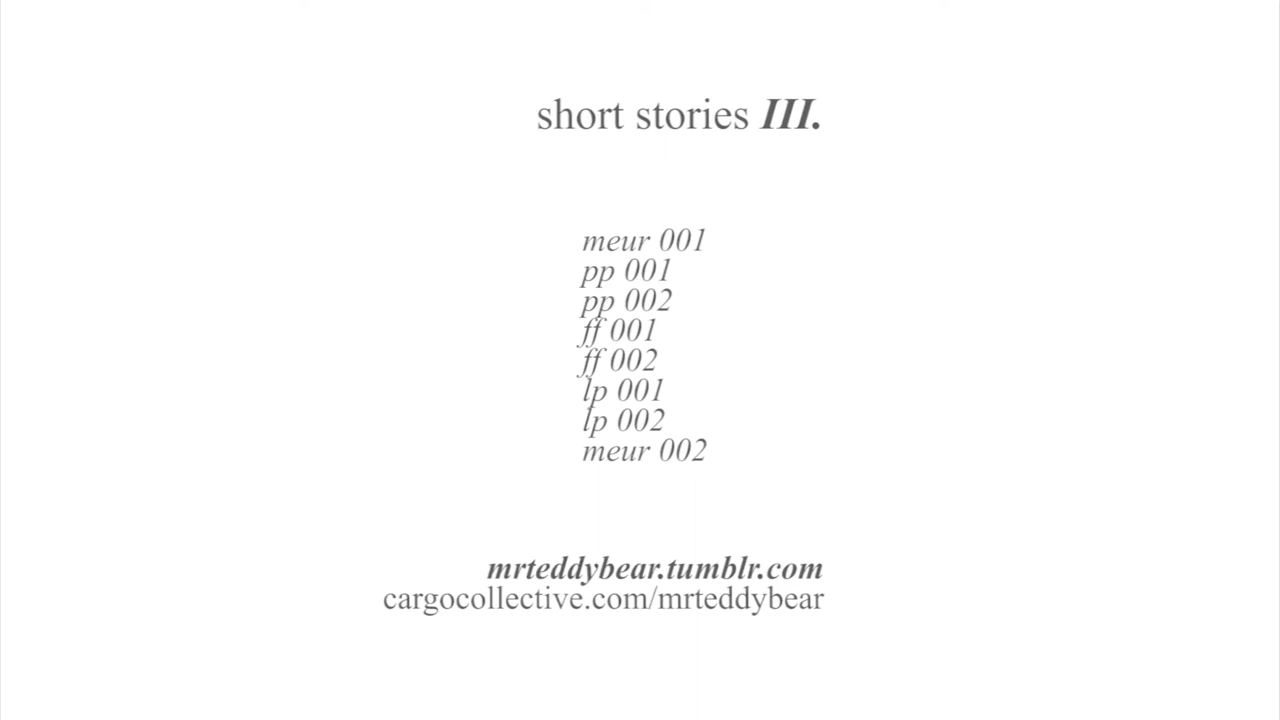 short stories III.
meur 001
pp 001
pp 002
ff 001
ff 002
lp 001
lp 002
meur 002
mrteddybear.tumblr.com
cargocollective.com/mrteddybear